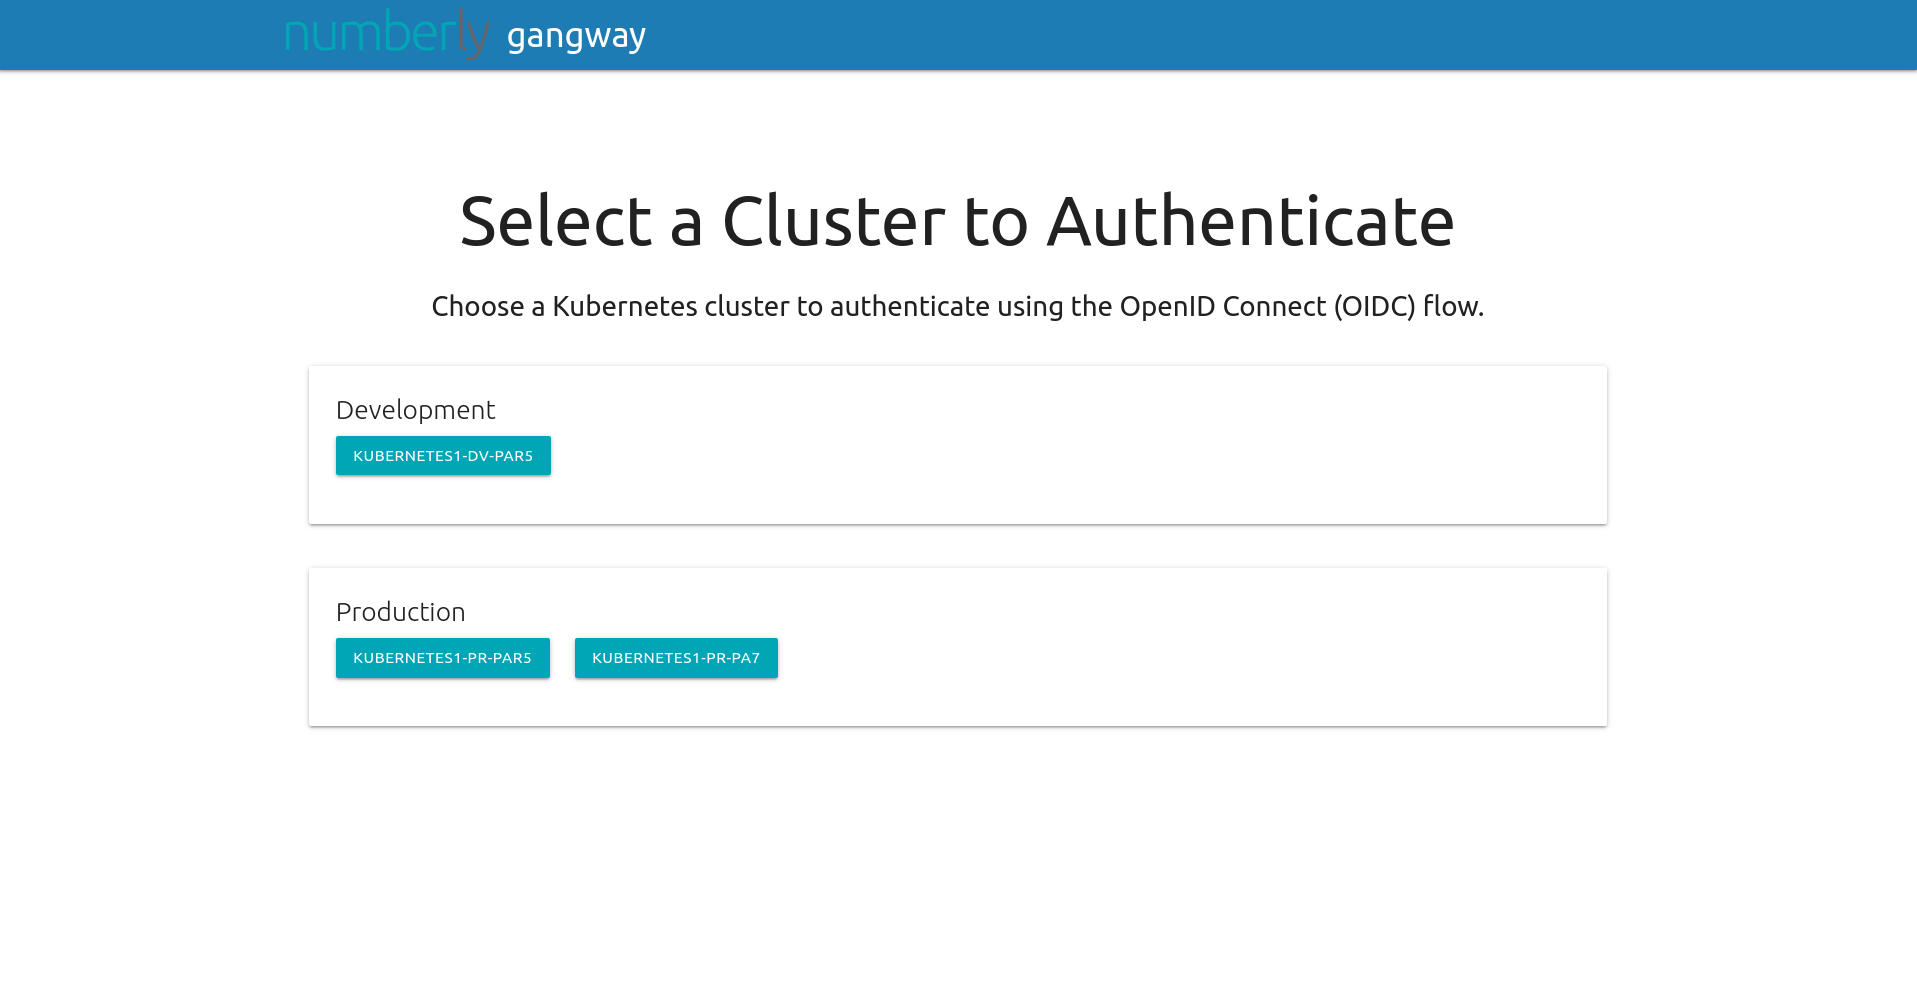 numberly gangway
Select a Cluster to Authenticate
Choose a Kubernetes cluster to authenticate using the OpenID Connect (OIDC) flow.
Development
KUBERNETES1-DV-PAR5
Production
KUBERNETES1-PR-PAR5 KUBERNETES1-PR-PA7